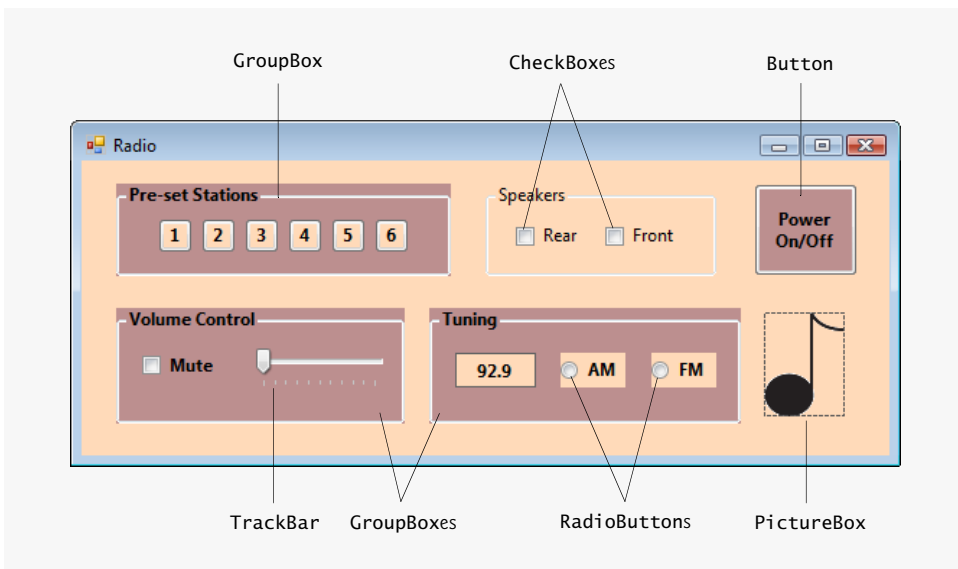 GroupBox
CheckBoxes
Button
Radio
Pre-set Stations
1 2 3 4 5 6
Speakers
Rear
Front
Power
On/Off
Volume Control
Mute
Tuning
92.9
AM
FM
TrackBar
GroupBoxes
RadioButtons
PictureBox